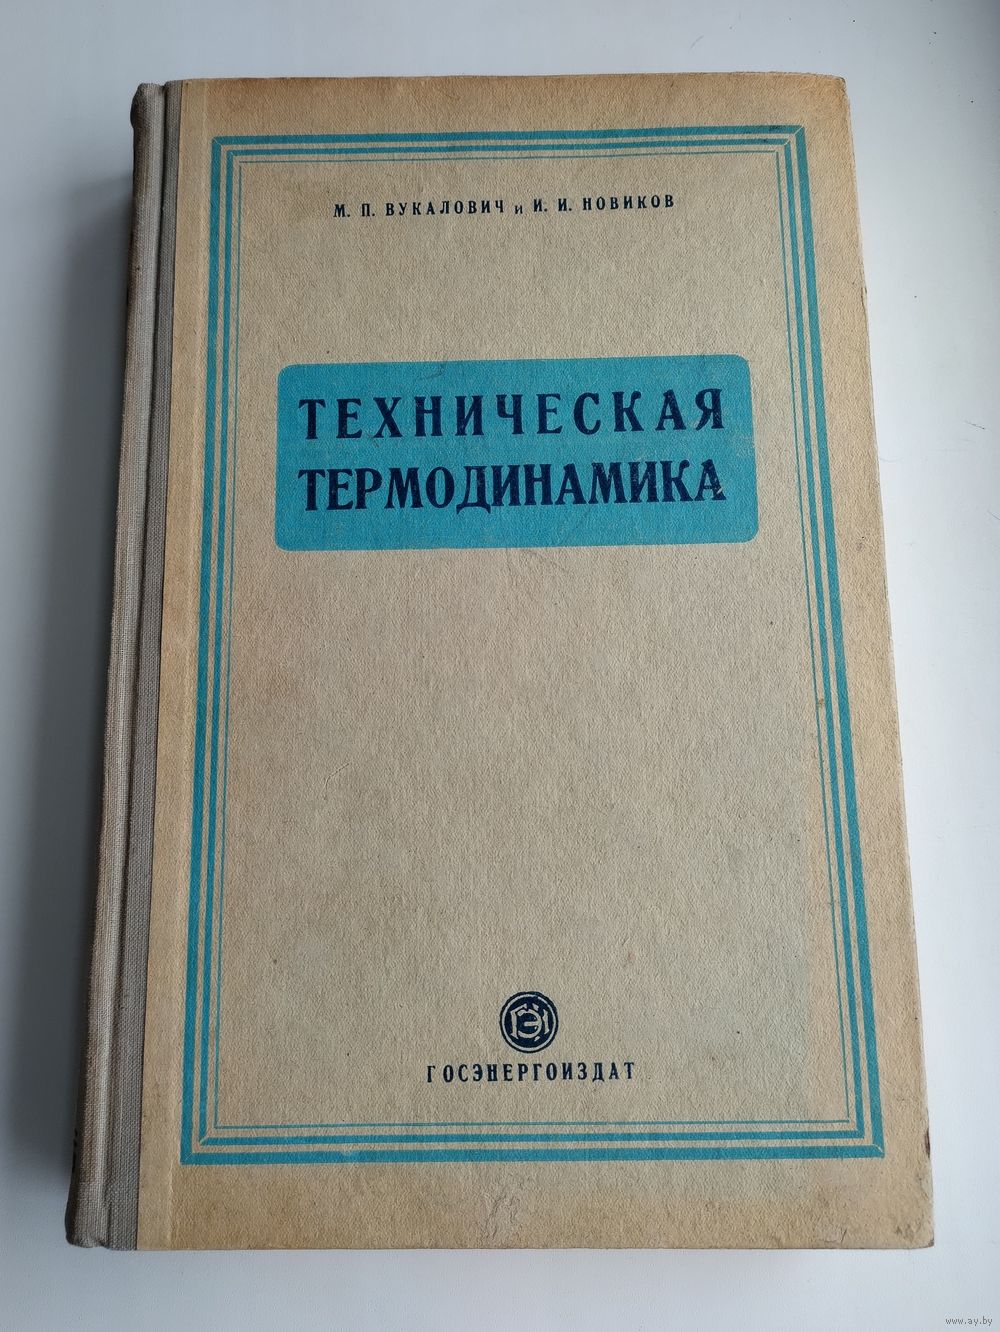 М. П. ВУКАЛОВИЧ и И. И. НОВИКОВ
ТЕХНИЧЕСКАЯ
ТЕРМОДИНАМИКА
ГЭИ
ГОСЭНЕРГОИЗДАТ
www.ay.by